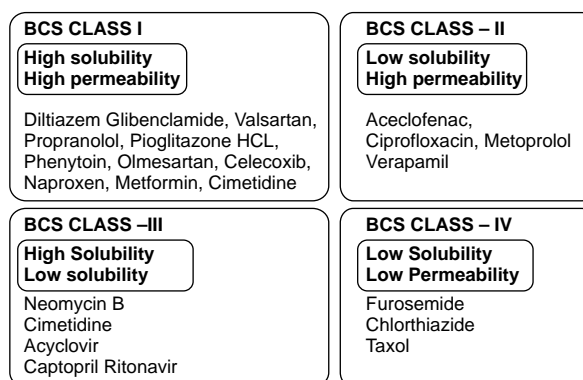 BCS CLASS I
High solubility
High permeability
Diltiazem Glibenclamide, Valsartan,
Propranolol, Pioglitazone HCL,
Phenytoin, Olmesartan, Celecoxib,
Naproxen, Metformin, Cimetidine
BCS CLASS – II
Low solubility
High permeability
Aceclofenac,
Ciprofloxacin, Metoprolol
Verapamil
BCS CLASS –III
High Solubility
Low solubility
Neomycin B
Cimetidine
Acyclovir
Captopril Ritonavir
BCS CLASS – IV
Low Solubility
Low Permeability
Furosemide
Chlorthiazide
Taxol